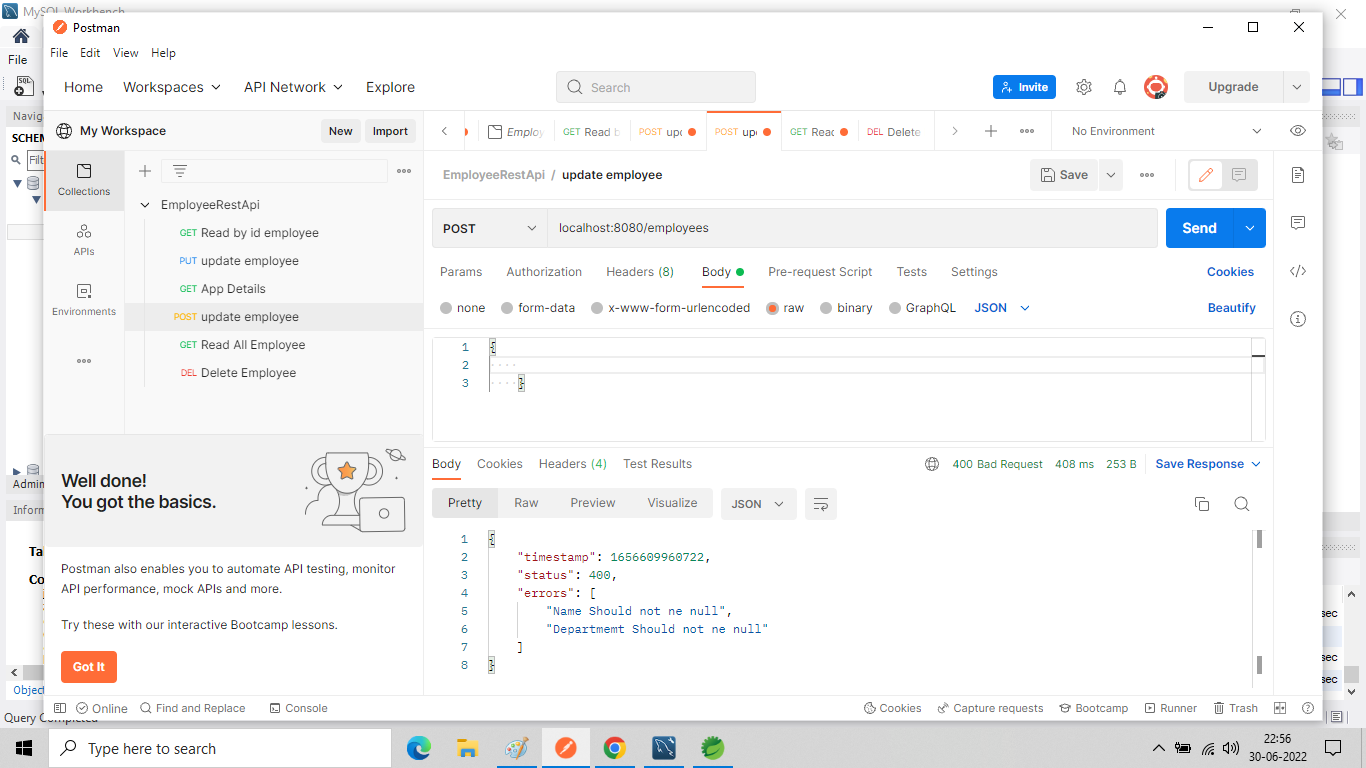 MySQL Workbench
Postman
File Edit View Help
File
Home Workspaces API Network Explore
Search
Invite
Upgrade
Navig
SCHEM
Filt
My Workspace
New Import
Employ
GET Read b
POST upd
POST upd
GET Read
DEL Delete
No Environment
Collections
APIs
Environments
EmployeeRestApi
GET Read by id employee
PUT update employee
GET App Details
POST update employee
GET Read All Employee
DEL Delete Employee
EmployeeRestApi / update employee
Save
POST localhost:8080/employees
Send
Params Authorization Headers (8) Body Pre-request Script Tests Settings
Cookies
none form-data x-www-form-urlencoded raw binary GraphQL JSON
Beautify
1 {
2
3 }
Body Cookies Headers (4) Test Results
400 Bad Request 408 ms 253 B Save Response
Pretty Raw Preview Visualize JSON
1 {
2 "timestamp": 1656609960722,
3 "status": 400,
4 "errors": [
5 "Name Should not ne null",
6 "Departmemt Should not ne null"
7 ]
8 }
Admin
Inform
Ta
Co
Well done!
You got the basics.
Postman also enables you to automate API testing, monitor
API performance, mock APIs and more.
Try these with our interactive Bootcamp lessons.
Got It
sec
sec
sec
Object
Online Find and Replace Console
Cookies Capture requests Bootcamp Runner Trash
Query Completed
Type here to search
22:56
30-06-2022